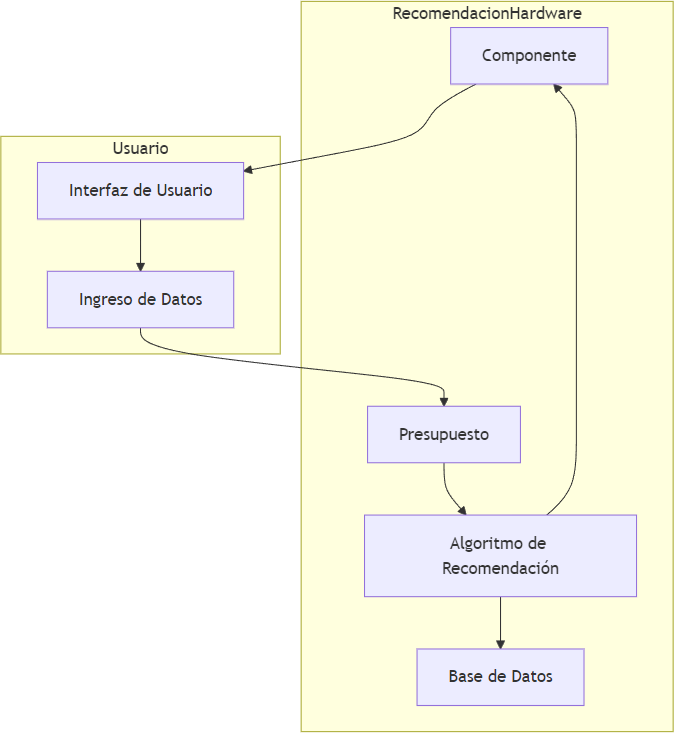 RecomendacionHardware
Componente
Usuario
Interfaz de Usuario
Ingreso de Datos
Presupuesto
Algoritmo de
Recomendación
Base de Datos